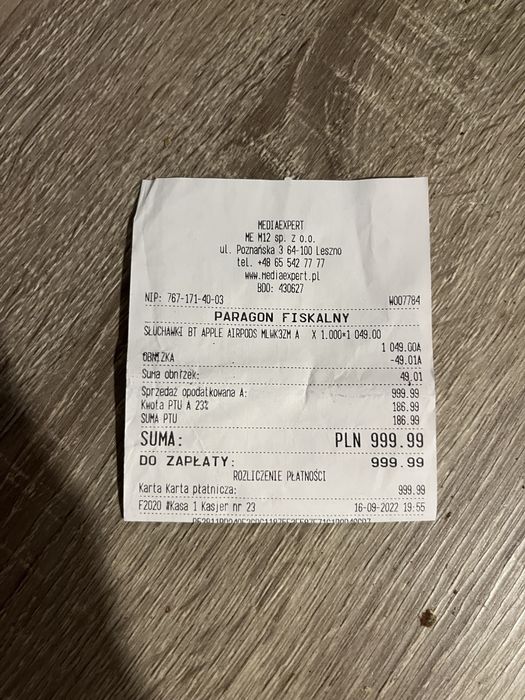 MEDIAEXPERT
ME M12 sp. z o.o.
ul. Poznańska 3 64-100 Leszno
tel. +48 65 542 77 77
www.mediaexpert.pl
BDO: 430627
NIP: 767-171-40-03 W007784
PARAGON FISKALNY
SŁUCHAWKI BT APPLE AIRPODS MLWK3ZM A X 1.000*1 049.00
1 049.00A
OBNIŻKA -49.01A
Suma obniżek: 49.01
Sprzedaż opodatkowana A: 999.99
Kwota PTU A 23% 186.99
SUMA PTU 186.99
SUMA: PLN 999.99
DO ZAPŁATY: 999.99
ROZLICZENIE PŁATNOŚCI
Karta Karta płatnicza: 999.99
F2020 #Kasa 1 Kasjer nr 23 16-09-2022 19:55